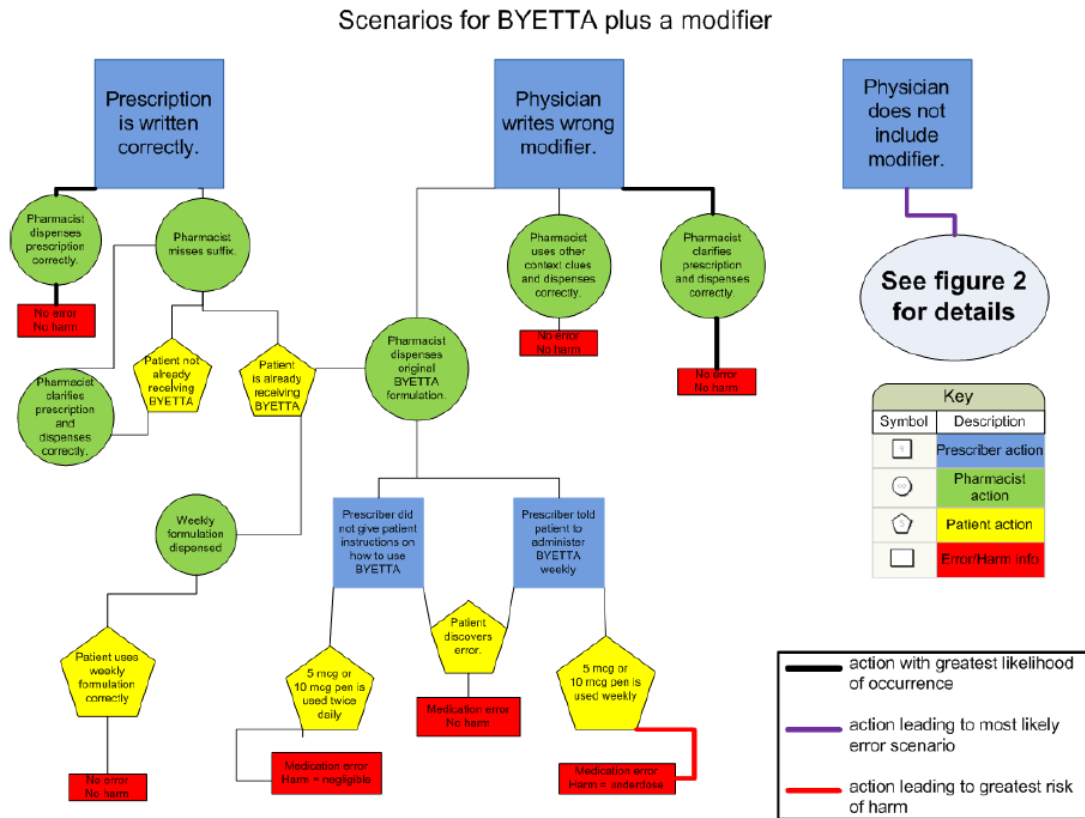 Scenarios for BYETTA plus a modifier
Prescription
is written
correctly.
Physician
writes wrong
modifier.
Physician
does not
include
modifier.
Pharmacist
dispenses
prescription
correctly.
Pharmacist
misses suffix.
Pharmacist
uses other
context clues
and dispenses
correctly.
Pharmacist
clarifies
prescription
and dispenses
correctly.
See figure 2
for details
No error
No harm
Patient not
already
receiving
BYETTA
Patient
is already
receiving
BYETTA
Pharmacist
dispenses
original
BYETTA
formulation.
No error
No harm
No error
No harm
Pharmacist
clarifies
prescription
and
dispenses
correctly.
Key
Symbol
Description
Prescriber action
Pharmacist
action
Patient action
Error/Harm info
Weekly
formulation
dispensed
Prescriber did
not give patient
instructions on
how to use
BYETTA
Prescriber told
patient to
administer
BYETTA
weekly
Patient
discovers
error.
Patient uses
weekly
formulation
correctly
5 mcg or
10 mcg pen is
used twice
daily
5 mcg or
10 mcg pen is
used weekly
Medication error
No harm
No error
No harm
Medication error
Harm = negligible
Medication error
Harm = underdose
action with greatest likelihood
of occurrence
action leading to most likely
error scenario
action leading to greatest risk
of harm